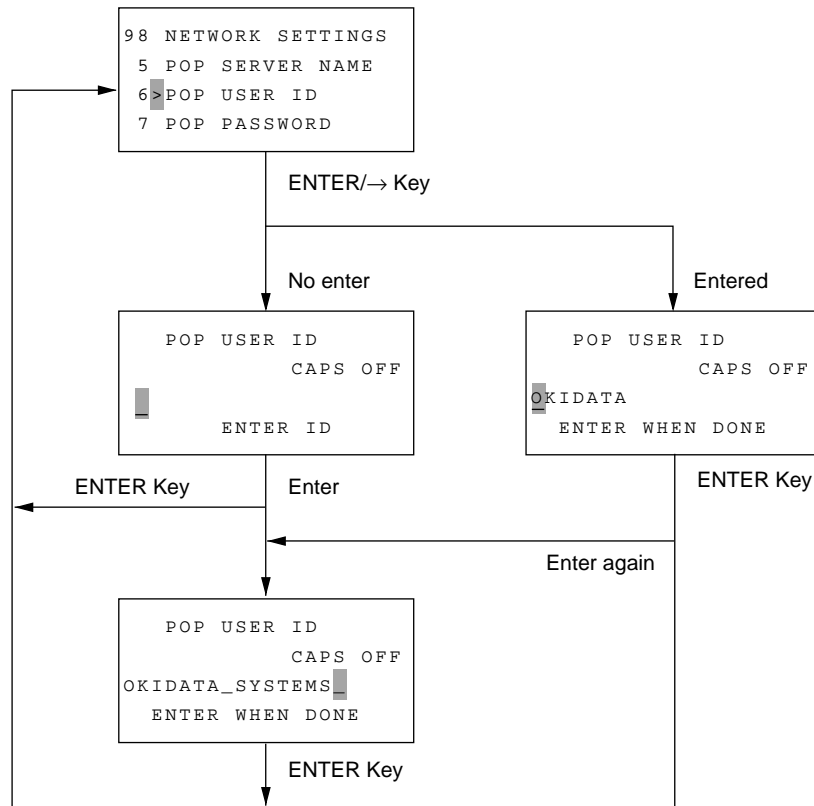 98 NETWORK SETTINGS
5 POP SERVER NAME
6>POP USER ID
7 POP PASSWORD
ENTER/→ Key
No enter
Entered
POP USER ID
CAPS OFF
_
ENTER ID
POP USER ID
CAPS OFF
OKIDATA
ENTER WHEN DONE
ENTER Key
Enter
ENTER Key
Enter again
POP USER ID
CAPS OFF
OKIDATA_SYSTEMS_
ENTER WHEN DONE
ENTER Key